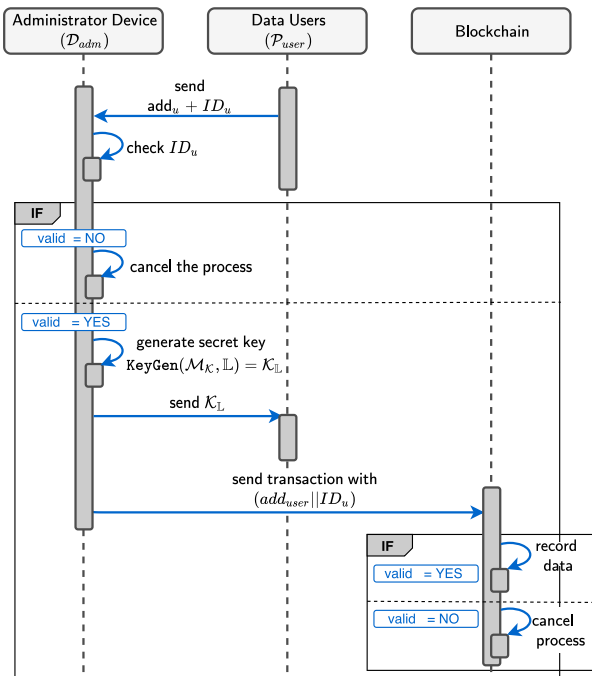 Administrator Device
(𝒟_adm)
Data Users
(𝒫_user)
Blockchain
send
add_u + ID_u
check ID_u
IF
valid = NO
cancel the process
valid = YES
generate secret key
KeyGen(ℳ_𝒦, 𝕃) = 𝒦_𝕃
send 𝒦_𝕃
send transaction with
(add_user||ID_u)
IF
record
data
valid = YES
valid = NO
cancel
process